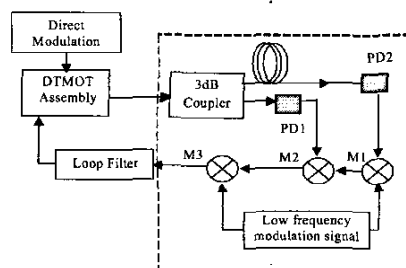 Direct
Modulation
DTMOT
Assembly
3dB
Coupler
PD2
PD1
Loop Filter
M3
M2
M1
Low frequency
modulation signal